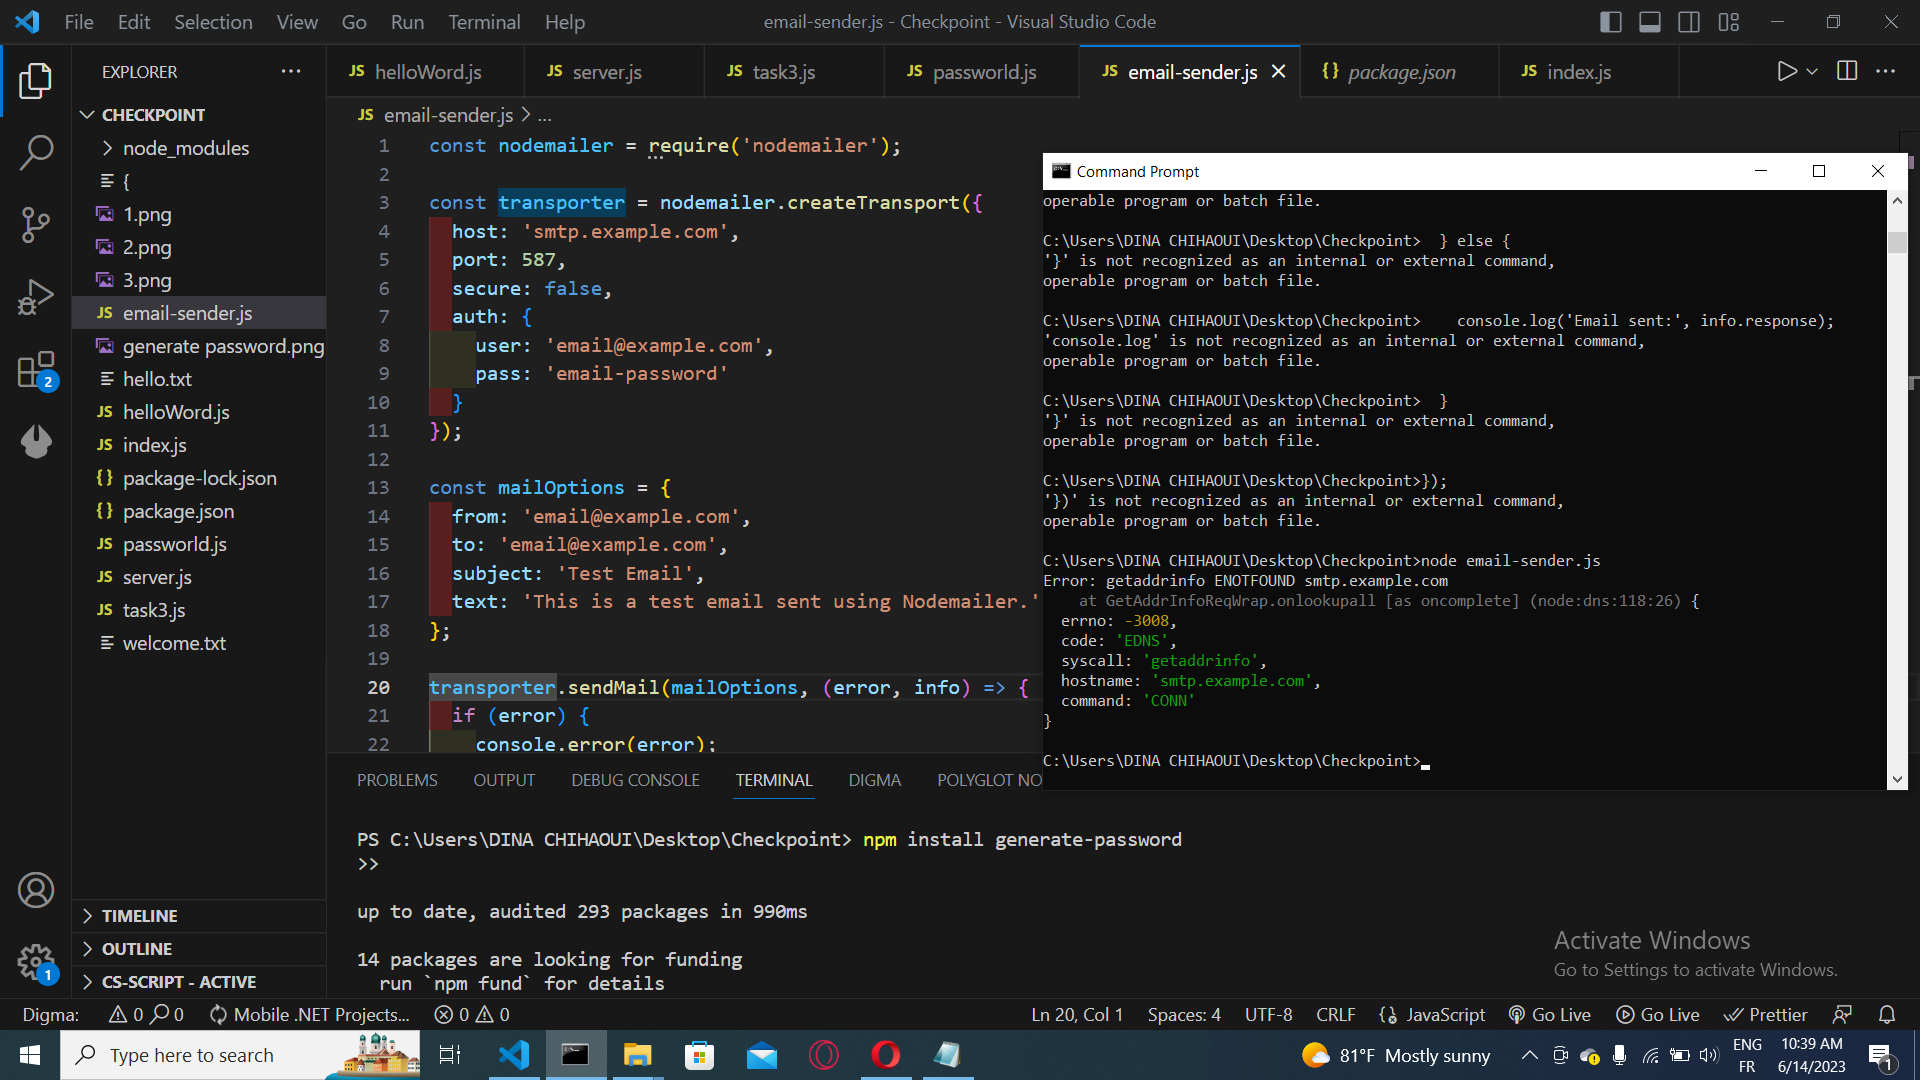 File Edit Selection View Go Run Terminal Help
email-sender.js - Checkpoint - Visual Studio Code
EXPLORER
CHECKPOINT
node_modules
{
1.png
2.png
3.png
email-sender.js
generate password.png
hello.txt
helloWord.js
index.js
package-lock.json
package.json
passworld.js
server.js
task3.js
welcome.txt
TIMELINE
OUTLINE
CS-SCRIPT - ACTIVE
2
1
JS helloWord.js JS server.js JS task3.js JS passworld.js JS email-sender.js {} package.json JS index.js
JS email-sender.js > ...
1 const nodemailer = require('nodemailer');
2
3 const transporter = nodemailer.createTransport({
4 host: 'smtp.example.com',
5 port: 587,
6 secure: false,
7 auth: {
8 user: 'email@example.com',
9 pass: 'email-password'
10 }
11 });
12
13 const mailOptions = {
14 from: 'email@example.com',
15 to: 'email@example.com',
16 subject: 'Test Email',
17 text: 'This is a test email sent using Nodemailer.'
18 };
19
20 transporter.sendMail(mailOptions, (error, info) => {
21 if (error) {
22 console.error(error);
Command Prompt
operable program or batch file.
C:\Users\DINA CHIHAOUI\Desktop\Checkpoint>  } else {
'}' is not recognized as an internal or external command,
operable program or batch file.
C:\Users\DINA CHIHAOUI\Desktop\Checkpoint>    console.log('Email sent:', info.response);
'console.log' is not recognized as an internal or external command,
operable program or batch file.
C:\Users\DINA CHIHAOUI\Desktop\Checkpoint>  }
'}' is not recognized as an internal or external command,
operable program or batch file.
C:\Users\DINA CHIHAOUI\Desktop\Checkpoint>});
'})' is not recognized as an internal or external command,
operable program or batch file.
C:\Users\DINA CHIHAOUI\Desktop\Checkpoint>node email-sender.js
Error: getaddrinfo ENOTFOUND smtp.example.com
at GetAddrInfoReqWrap.onlookupall [as oncomplete] (node:dns:118:26) {
errno: -3008,
code: 'EDNS',
syscall: 'getaddrinfo',
hostname: 'smtp.example.com',
command: 'CONN'
}
C:\Users\DINA CHIHAOUI\Desktop\Checkpoint>
PROBLEMS OUTPUT DEBUG CONSOLE TERMINAL DIGMA POLYGLOT NO
PS C:\Users\DINA CHIHAOUI\Desktop\Checkpoint> npm install generate-password
>>
up to date, audited 293 packages in 990ms
14 packages are looking for funding
run `npm fund` for details
Activate Windows
Go to Settings to activate Windows.
Digma: 0 0 Mobile .NET Projects... 0 0 Ln 20, Col 1 Spaces: 4 UTF-8 CRLF JavaScript Go Live Go Live Prettier
Type here to search
81°F Mostly sunny
ENG
FR
10:39 AM
6/14/2023
1